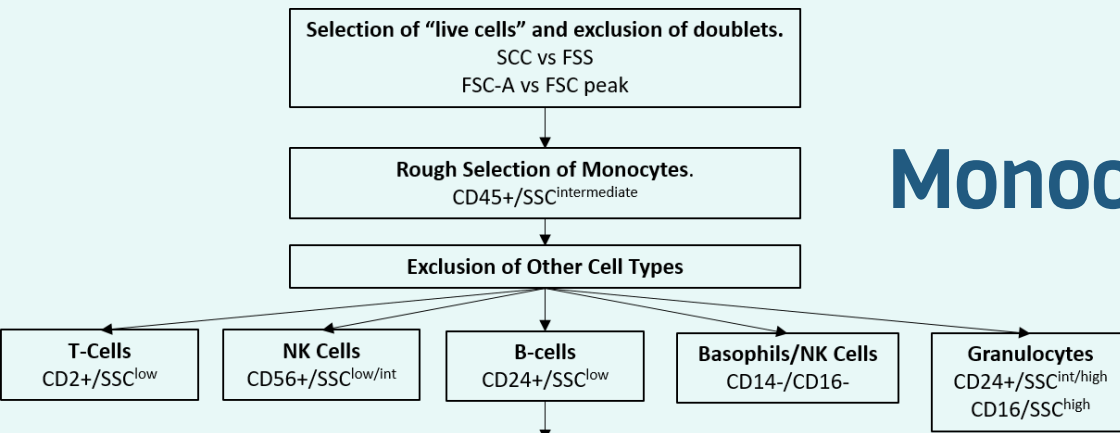 Selection of “live cells” and exclusion of doublets.
SCC vs FSS
FSC-A vs FSC peak
Rough Selection of Monocytes.
CD45+/SSCintermediate
Monoc
Exclusion of Other Cell Types
T-Cells
CD2+/SSClow
NK Cells
CD56+/SSClow/int
B-cells
CD24+/SSClow
Basophils/NK Cells
CD14-/CD16-
Granulocytes
CD24+/SSCint/high
CD16/SSChigh